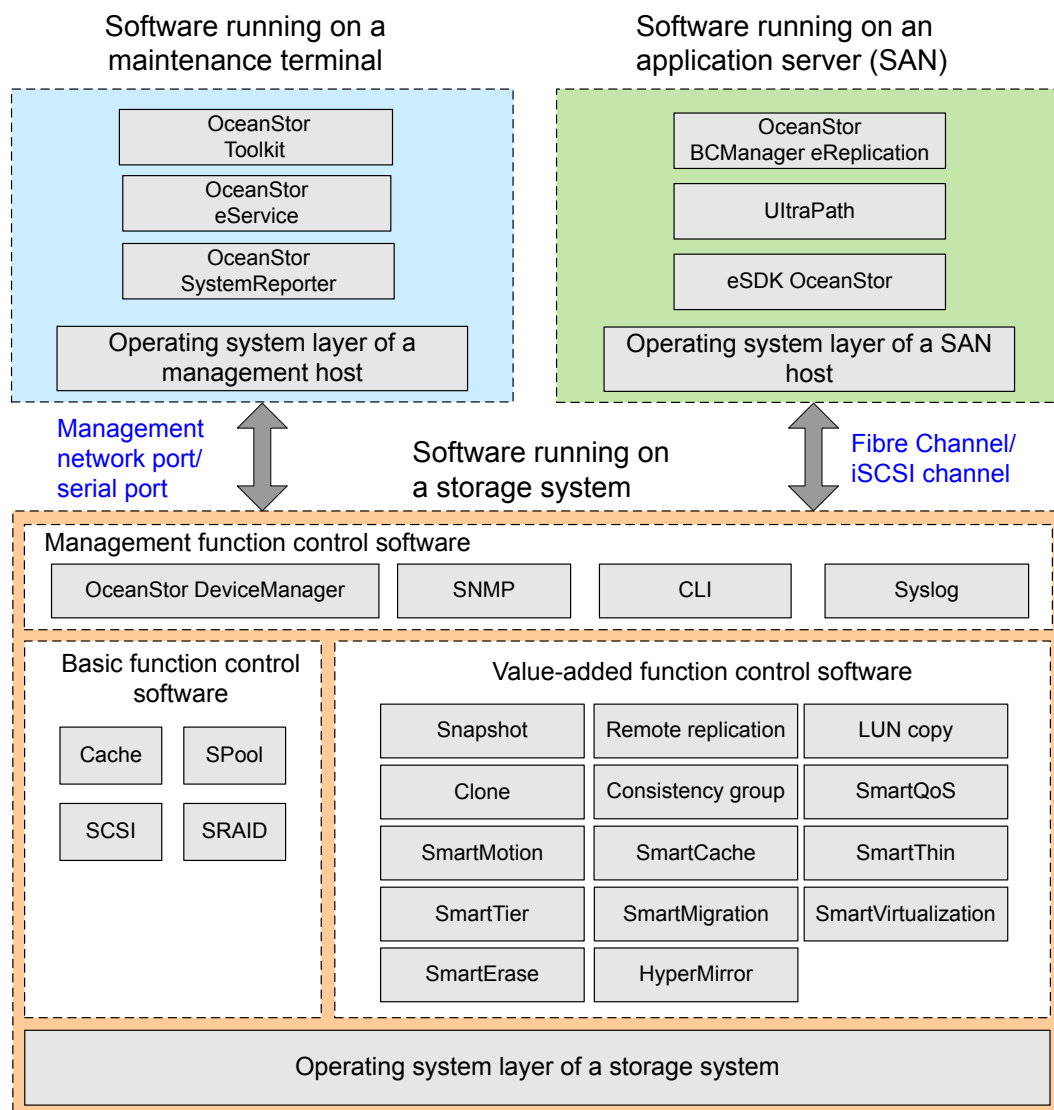 Software running on a
maintenance terminal
Software running on an
application server (SAN)
OceanStor
Toolkit
OceanStor
eService
OceanStor
SystemReporter
Operating system layer of a
management host
OceanStor
BCManager eReplication
UltraPath
eSDK OceanStor
Operating system layer of a SAN
host
Management
network port/
serial port
Software running on
a storage system
Fibre Channel/
iSCSI channel
Management function control software
OceanStor DeviceManager
SNMP
CLI
Syslog
Basic function control
software
Cache
SPool
SCSI
SRAID
Value-added function control software
Snapshot
Remote replication
LUN copy
Clone
Consistency group
SmartQoS
SmartMotion
SmartCache
SmartThin
SmartTier
SmartMigration
SmartVirtualization
SmartErase
HyperMirror
Operating system layer of a storage system